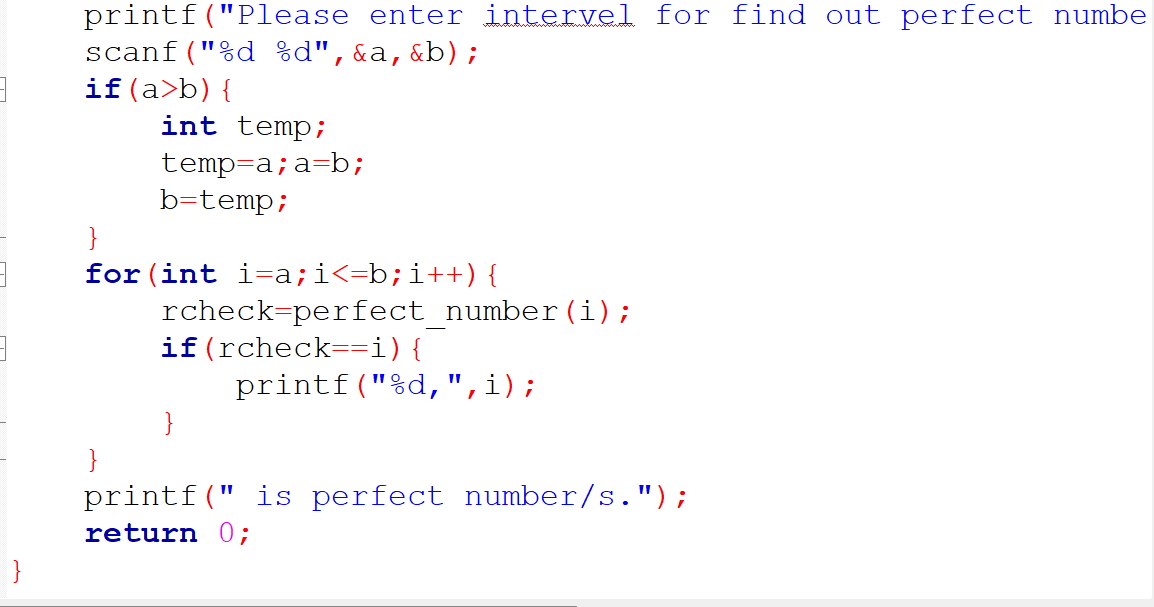 printf("Please enter intervel for find out perfect numbe
scanf("%d %d",&a,&b);
if(a>b){
int temp;
temp=a;a=b;
b=temp;
}
for(int i=a;i<=b;i++){
rcheck=perfect_number(i);
if(rcheck==i){
printf("%d,",i);
}
}
printf(" is perfect number/s.");
return 0;
}